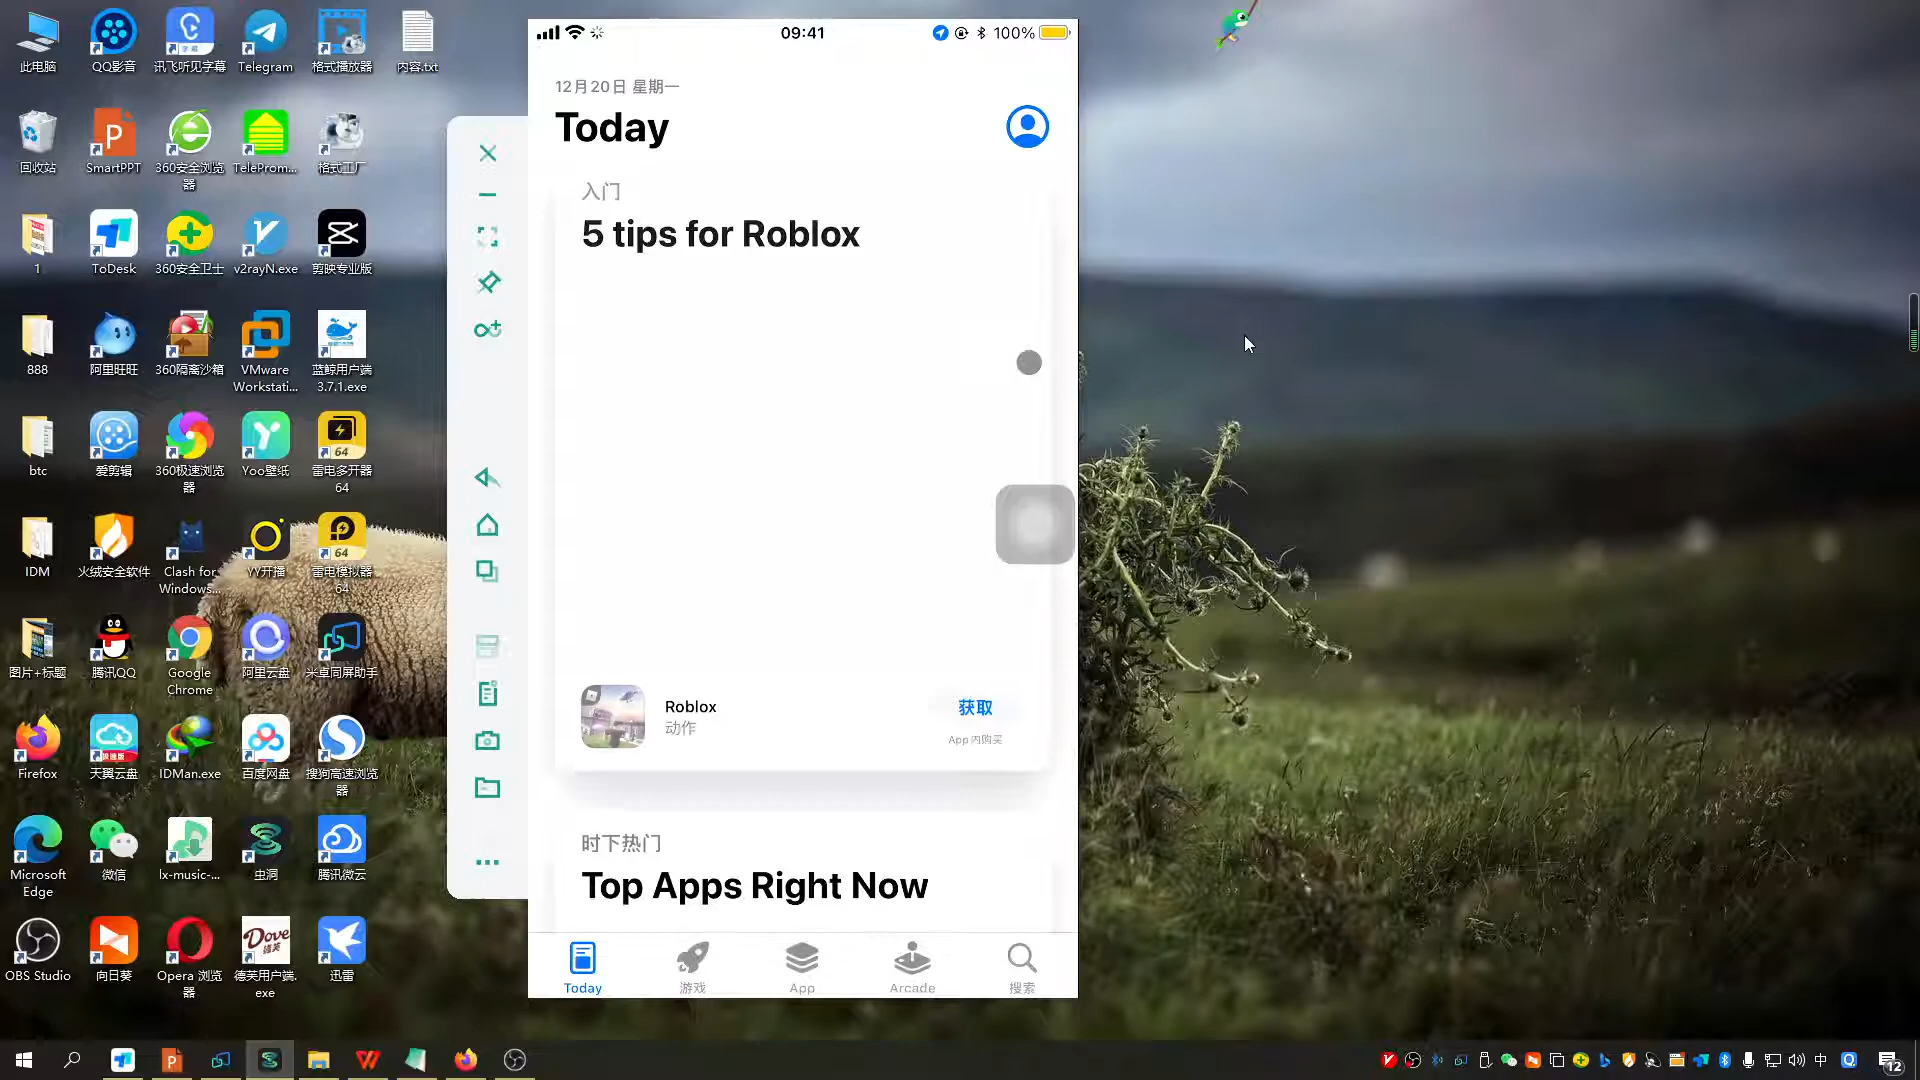 此电脑
QQ影音
讯飞听见字幕
Telegram
格式播放器
内容.txt
回收站
SmartPPT
360安全浏览器
TeleProm...
格式工厂
1
ToDesk
360安全卫士
v2rayN.exe
剪映专业版
888
阿里旺旺
360隔离沙箱
VMware
Workstati...
蓝鲸用户端
3.7.1.exe
btc
爱剪辑
360极速浏览器
Yoo壁纸
雷电多开器
64
IDM
火绒安全软件
Clash for
Windows...
YY开播
雷电模拟器
64
图片+标题
腾讯QQ
Google
Chrome
阿里云盘
米卓同屏助手
Firefox
天翼云盘
IDMan.exe
百度网盘
搜狗高速浏览器
Microsoft
Edge
微信
lx-music-...
虫洞
腾讯微云
OBS Studio
向日葵
Opera 浏览器
德芙用户端.
exe
迅雷
09:41
100%
12月20日 星期一
Today
入门
5 tips for Roblox
Roblox
动作
获取
App 内购买
时下热门
Top Apps Right Now
Today
游戏
App
Arcade
搜索
中
12